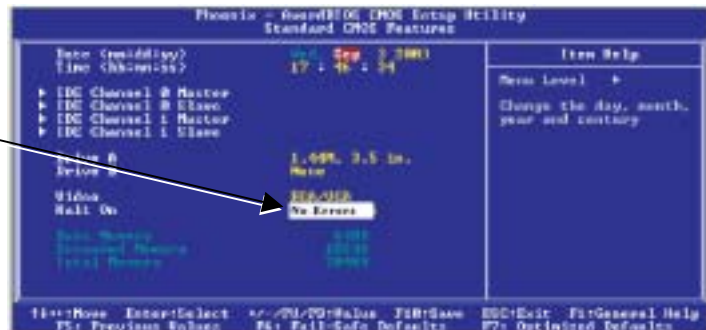 Phoenix - AwardBIOS CMOS Setup Utility
Standard CMOS Features
Date (mm:dd:yy)
Time (hh:mm:ss) 17 : :
Item Help
Menu Level
Change the day, month,
year and century
IDE Channel 0 Master
IDE Channel 0 Slave
IDE Channel 1 Master
IDE Channel 1 Slave
Drive A 1.44M, 3.5 in.
Drive B None
Video EGA/VGA
Halt On No Errors
Base Memory
Extended Memory
Total Memory
:Move Enter:Select +/-/PU/PD:Value F10:Save ESC:Exit F1:General Help
F5: Previous Values F6: Fail-Safe Defaults F7: Optimized Defaults